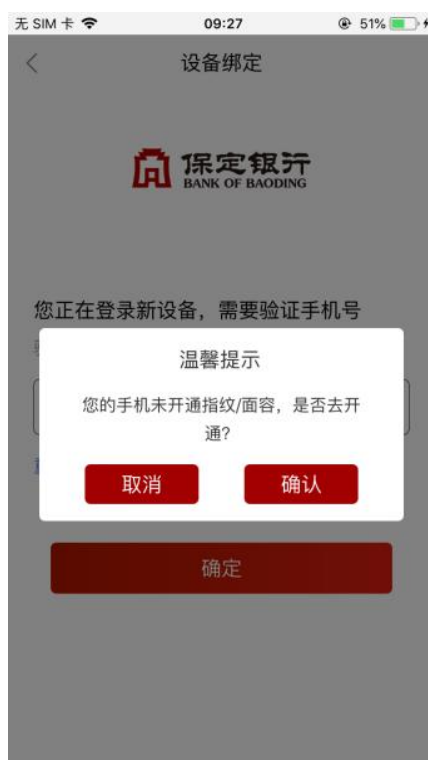 无 SIM 卡 09:27 51%
设备绑定
保定银行
BANK OF BAODING
您正在登录新设备，需要验证手机号
温馨提示
您的手机未开通指纹/面容，是否去开
通？
取消 确认
确定